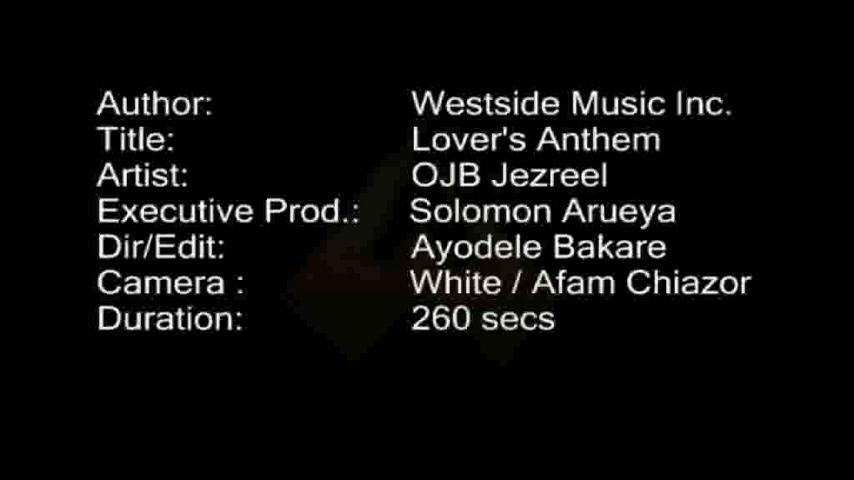 Author: Westside Music Inc.
Title: Lover's Anthem
Artist: OJB Jezreel
Executive Prod.: Solomon Arueya
Dir/Edit: Ayodele Bakare
Camera : White / Afam Chiazor
Duration: 260 secs